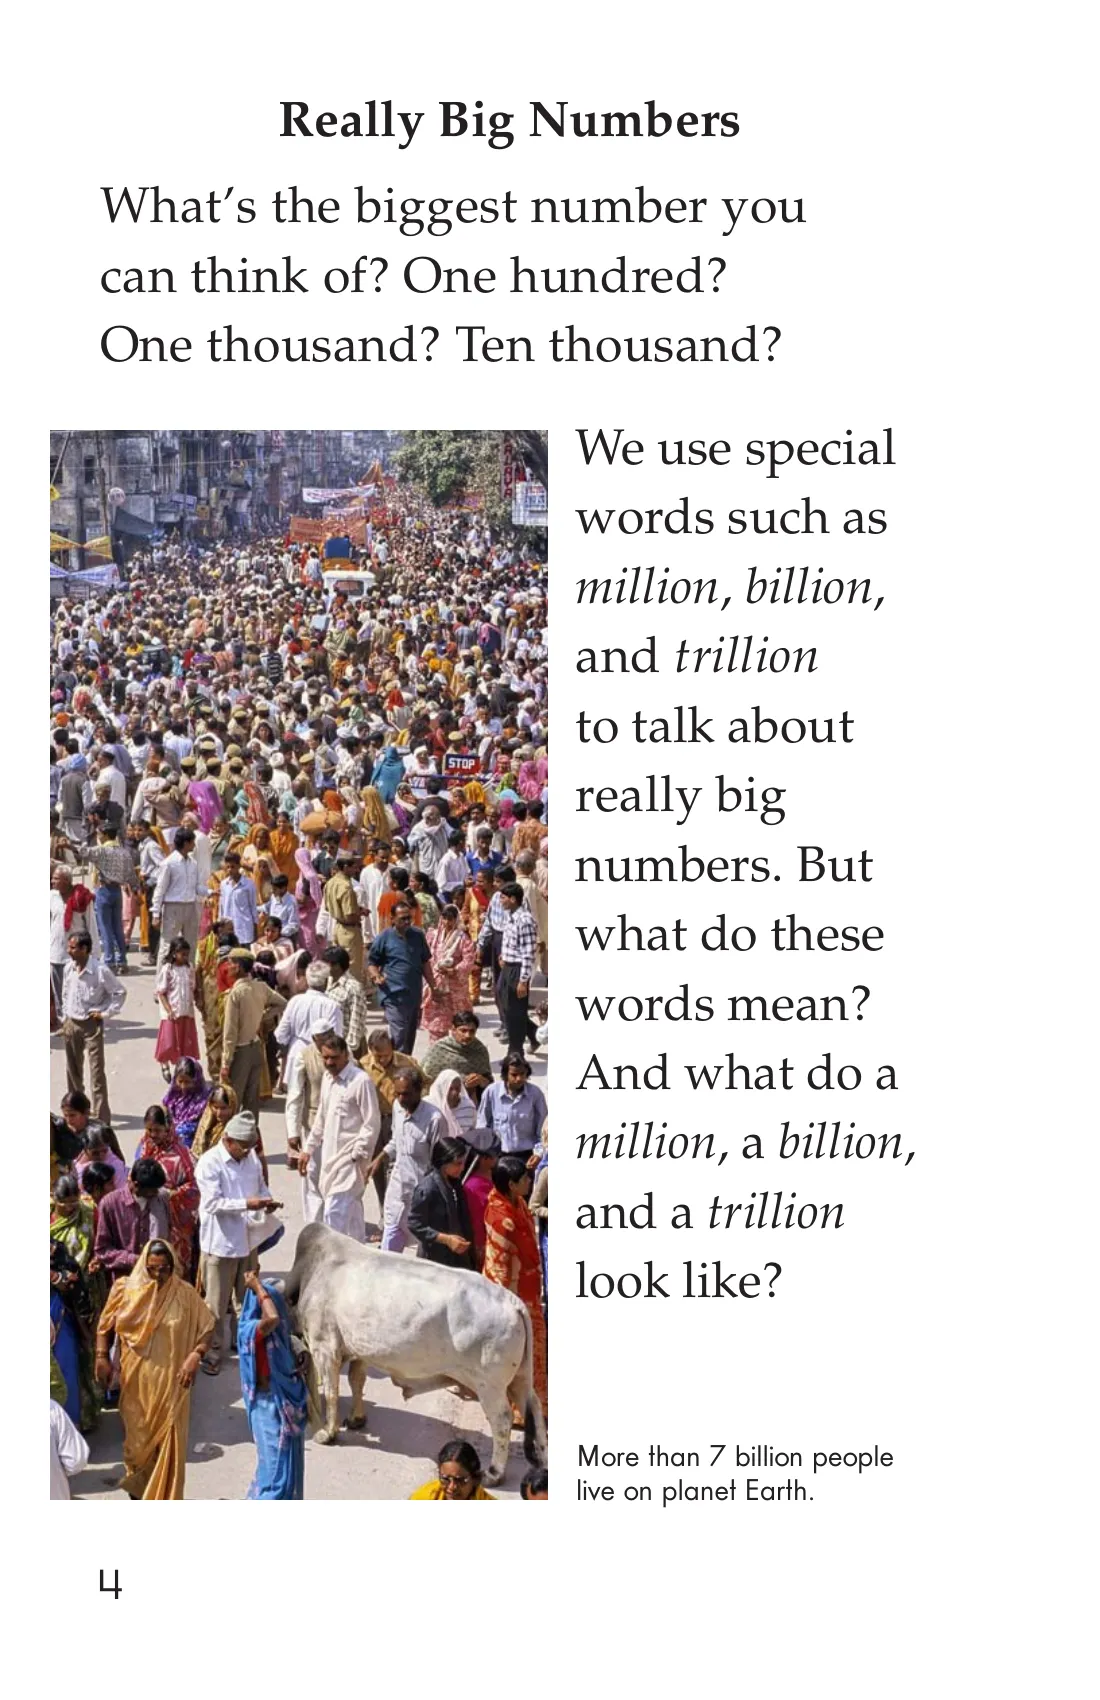 Really Big Numbers
What's the biggest number you
can think of? One hundred?
One thousand? Ten thousand?
We use special
words such as
million, billion,
and trillion
to talk about
really big
numbers. But
what do these
words mean?
And what do a
million, a billion,
and a trillion
look like?
STOP
More than 7 billion people
live on planet Earth.
4